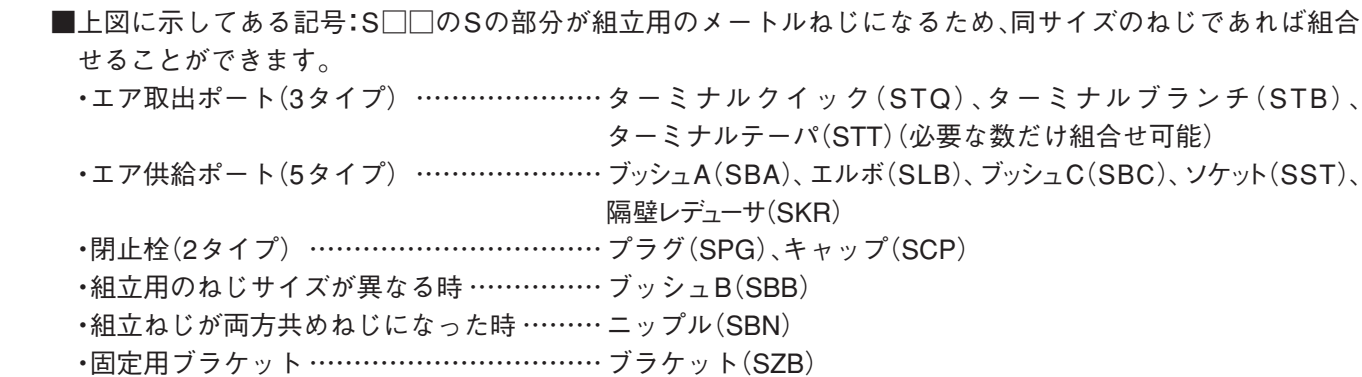 ■上図に示してある記号：S□□のSの部分が組立用のメートルねじになるため、同サイズのねじであれば組合
せることができます。
・エア取出ポート（3タイプ） ………………… ターミナルクイック（STQ）、ターミナルブランチ（STB）、
ターミナルテーパ（STT）（必要な数だけ組合せ可能）
・エア供給ポート（5タイプ） ………………… ブッシュA（SBA）、エルボ（SLB）、ブッシュC（SBC）、ソケット（SST）、
隔壁レデューサ（SKR）
・閉止栓（2タイプ） …………………………… プラグ（SPG）、キャップ（SCP）
・組立用のねじサイズが異なる時 …………… ブッシュB（SBB）
・組立ねじが両方共めねじになった時 ……… ニップル（SBN）
・固定用ブラケット …………………………… ブラケット（SZB）